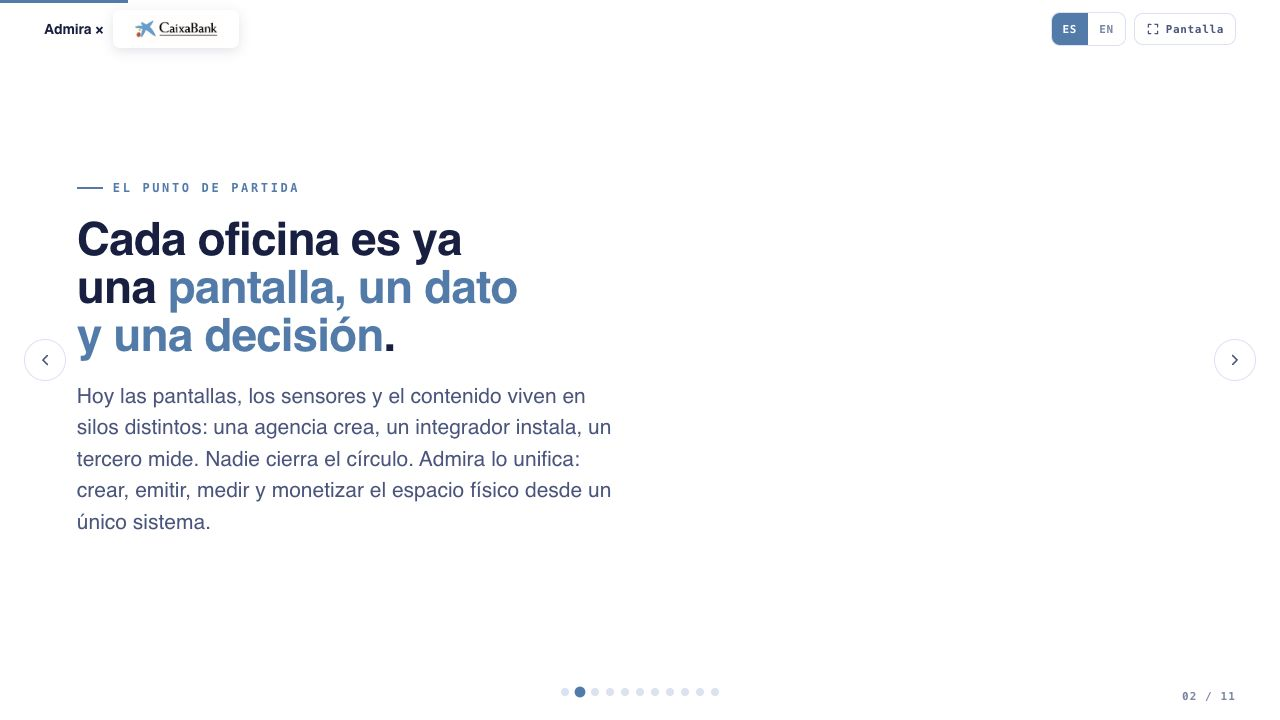 Admira ×
CaixaBank
ES
EN
Pantalla
EL PUNTO DE PARTIDA
Cada oficina es ya
una pantalla, un dato
y una decisión.
Hoy las pantallas, los sensores y el contenido viven en
silos distintos: una agencia crea, un integrador instala, un
tercero mide. Nadie cierra el círculo. Admira lo unifica:
crear, emitir, medir y monetizar el espacio físico desde un
único sistema.
02 / 11